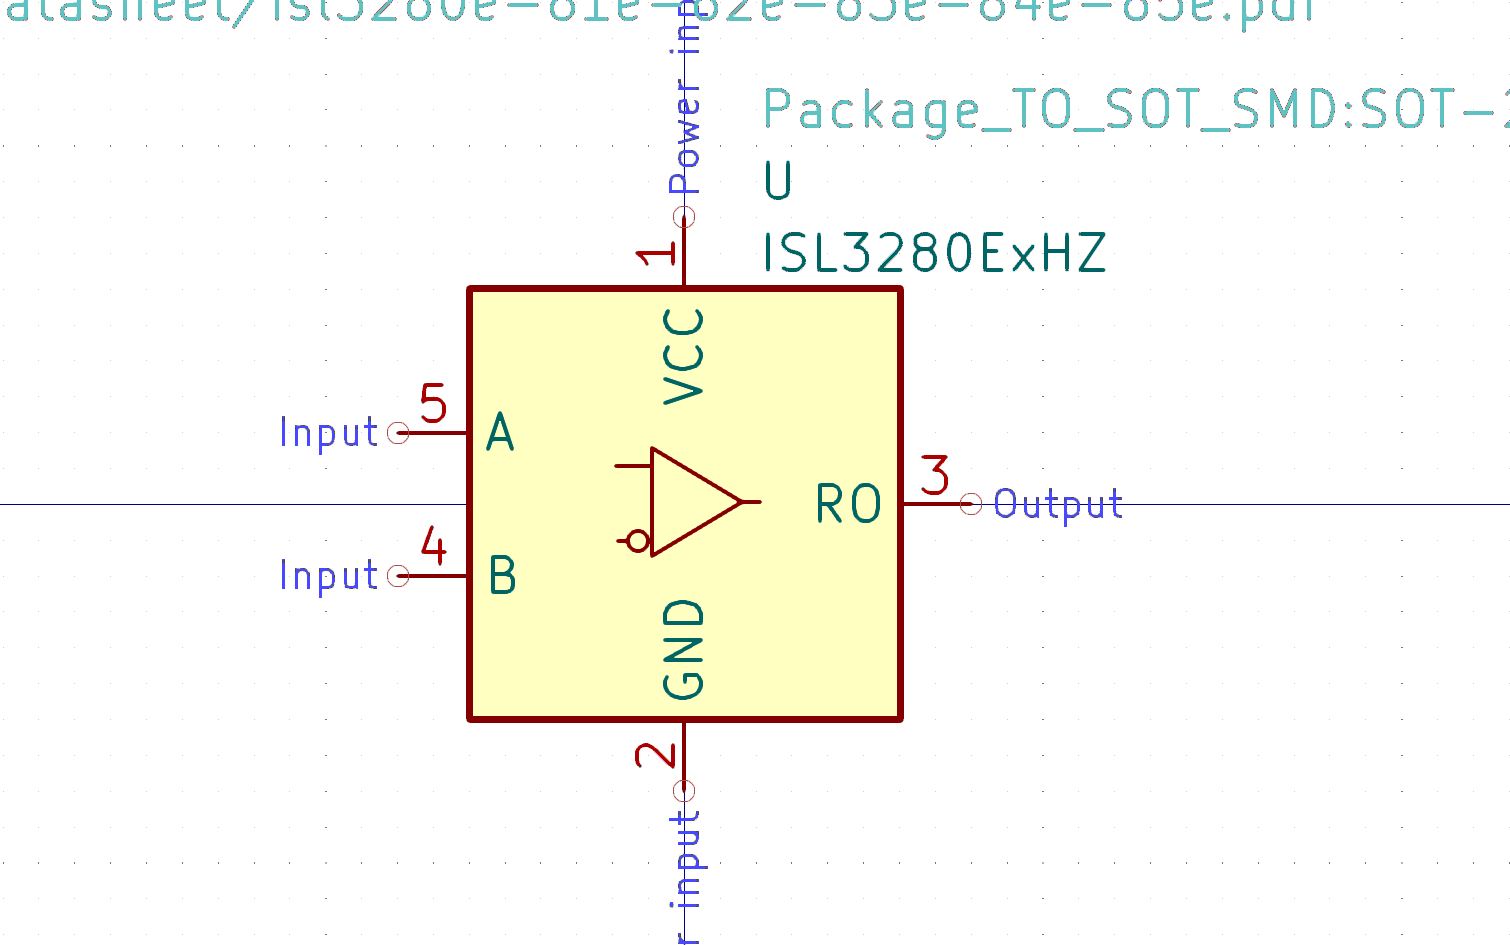 atasheet/isl3280e-81e-82e-83e-84e-85e.pdf
Power inp
Package_TO_SOT_SMD:SOT-2
U
ISL3280ExHZ
1
VCC
5
Input
A
3
RO
Output
4
Input
B
GND
2
r input